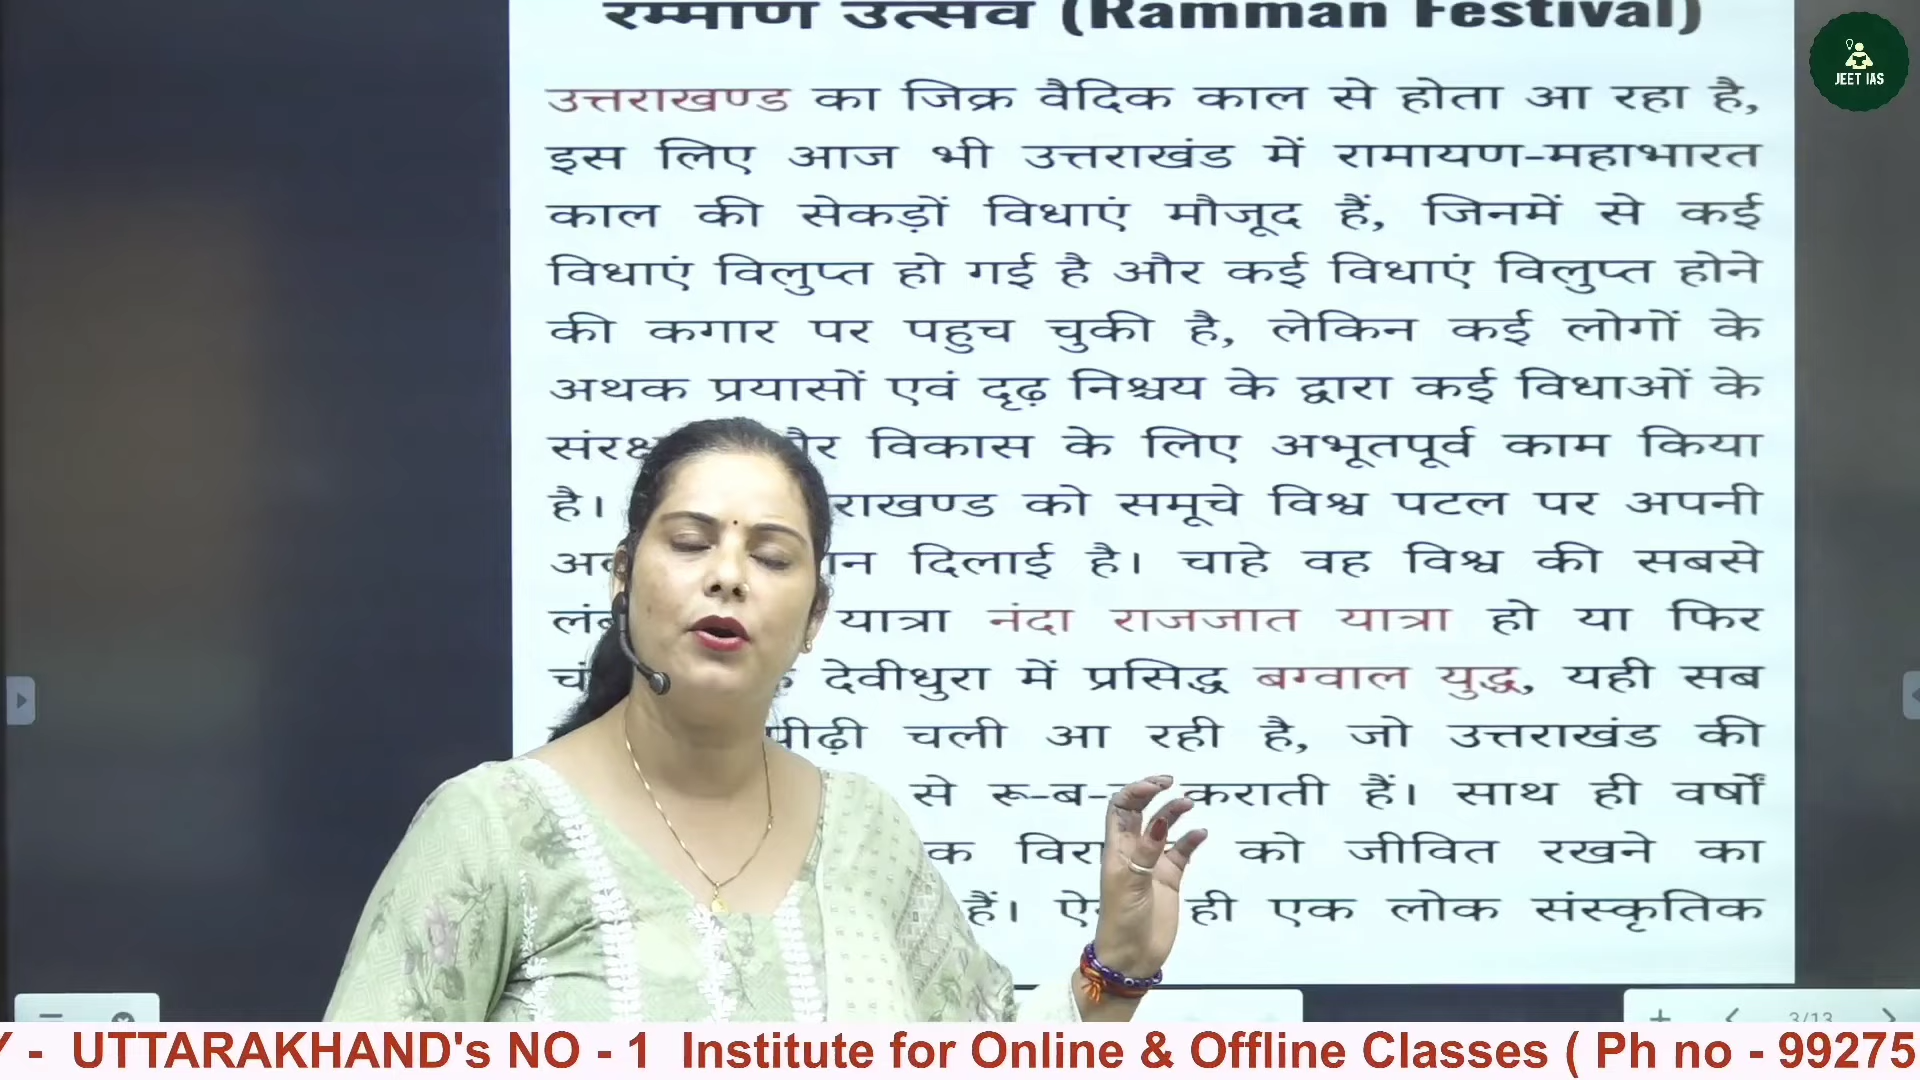 रम्माण उत्सव (Ramman Festival)
JEET IAS
उत्तराखण्ड का जिक्र वैदिक काल से होता आ रहा है,
इस लिए आज भी उत्तराखंड में रामायण-महाभारत
काल की सेकड़ों विधाएं मौजूद हैं, जिनमें से कई
विधाएं विलुप्त हो गई है और कई विधाएं विलुप्त होने
की कगार पर पहुच चुकी है, लेकिन कई लोगों के
अथक प्रयासों एवं दृढ़ निश्चय के द्वारा कई विधाओं के
विकास के लिए अभूतपूर्व काम किया
है। को समूचे विश्व पटल पर अपनी
दिलाई है। चाहे वह विश्व की सबसे
यात्रा नंदा राजजात यात्रा हो या फिर
देवीधुरा में प्रसिद्ध बग्वाल युद्ध, यही सब
पीढ़ी चली आ रही है, जो उत्तराखंड की
से कराती हैं। साथ ही वर्षों
को जीवित रखने का
हैं। ही एक लोक संस्कृतिक
3/13
- UTTARAKHAND's NO - 1 Institute for Online & Offline Classes ( Ph no - 99275